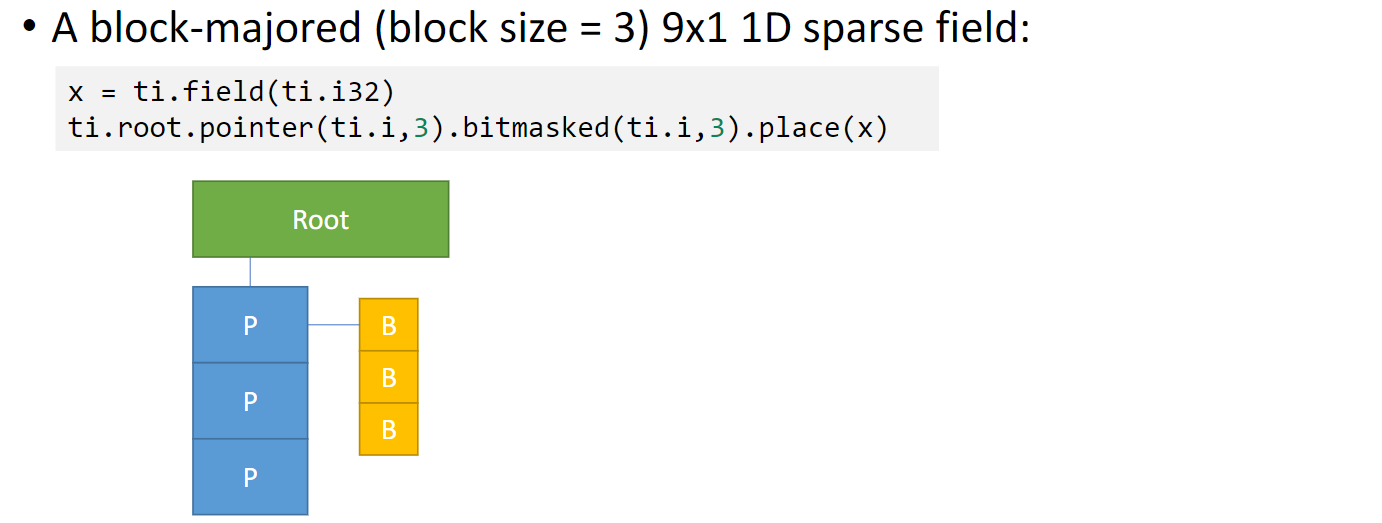 • A block-majored (block size = 3) 9x1 1D sparse field:
x = ti.field(ti.i32)
ti.root.pointer(ti.i,3).bitmasked(ti.i,3).place(x)
Root
P
B
B
P
B
P